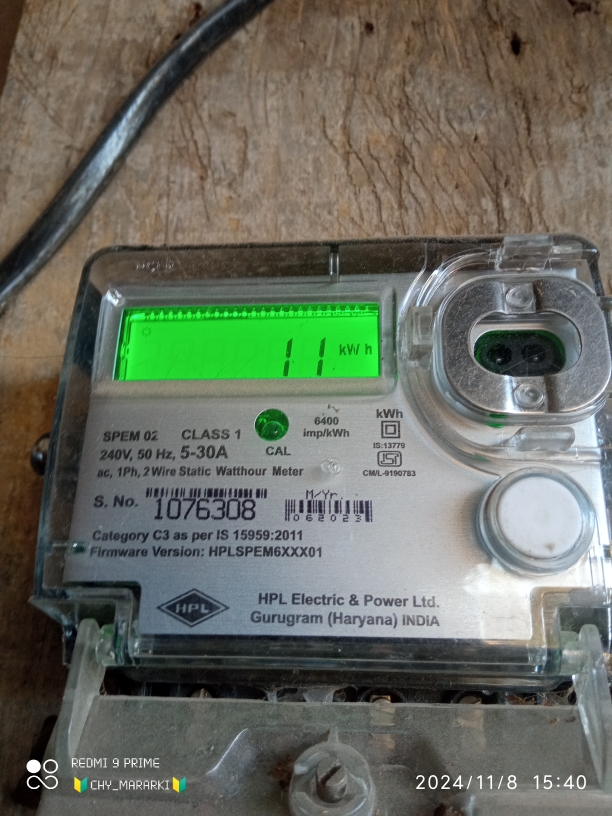 11 kWh
SPEM 02 CLASS 1
240V, 50 Hz, 5-30A
CAL
6400
imp/kWh
kWh
IS:13779
ac, 1Ph, 2 Wire Static Watthour Meter
CM/L-9190783
S. No. 1076308
M/Yr.
062023
Category C3 as per IS 15959:2011
Firmware Version: HPLSPEM6XXX01
HPL
HPL Electric & Power Ltd.
Gurugram (Haryana) INDIA
REDMI 9 PRIME
🔰CHY_MARARKI🔰
2024/11/8 15:40